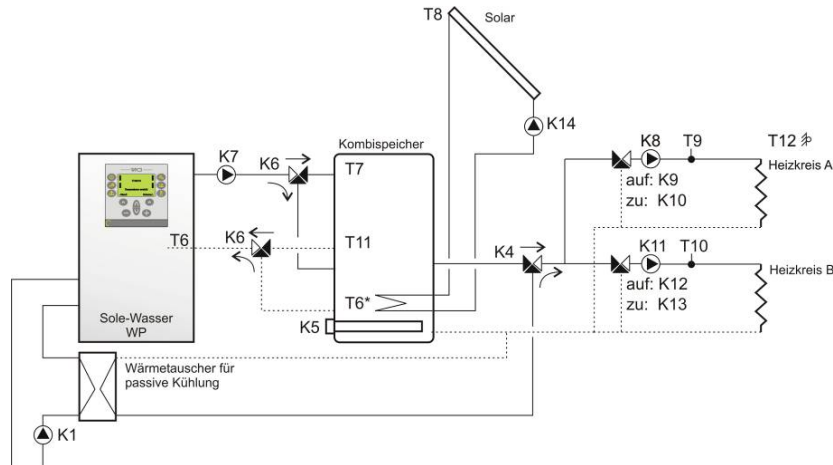 T8
Solar
K14
K7
K6
Kombispeicher
T7
K8
T9
T12
Heizkreis A
auf: K9
zu: K10
T6
K6
T11
K4
K11
T10
Heizkreis B
auf: K12
zu: K13
T6*
K5
Sole-Wasser
WP
Wärmetauscher für
passive Kühlung
K1